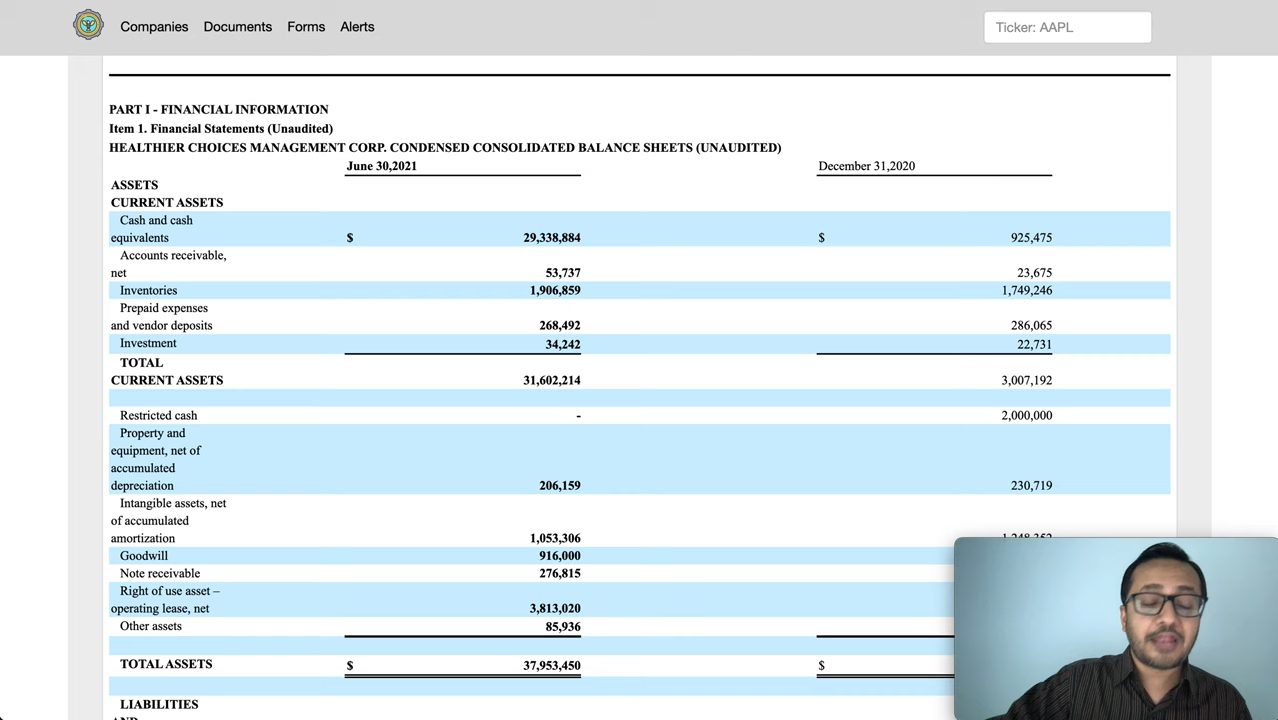 Companies Documents Forms Alerts Ticker: AAPL
PART I - FINANCIAL INFORMATION
Item 1. Financial Statements (Unaudited)
HEALTHIER CHOICES MANAGEMENT CORP. CONDENSED CONSOLIDATED BALANCE SHEETS (UNAUDITED)
June 30,2021 December 31,2020
ASSETS
CURRENT ASSETS
Cash and cash
equivalents $ 29,338,884 $ 925,475
Accounts receivable,
net 53,737 23,675
Inventories 1,906,859 1,749,246
Prepaid expenses
and vendor deposits 268,492 286,065
Investment 34,242 22,731
TOTAL
CURRENT ASSETS 31,602,214 3,007,192
Restricted cash - 2,000,000
Property and
equipment, net of
accumulated
depreciation 206,159 230,719
Intangible assets, net
of accumulated
amortization 1,053,306
Goodwill 916,000
Note receivable 276,815
Right of use asset –
operating lease, net 3,813,020
Other assets 85,936
TOTAL ASSETS $ 37,953,450 $
LIABILITIES